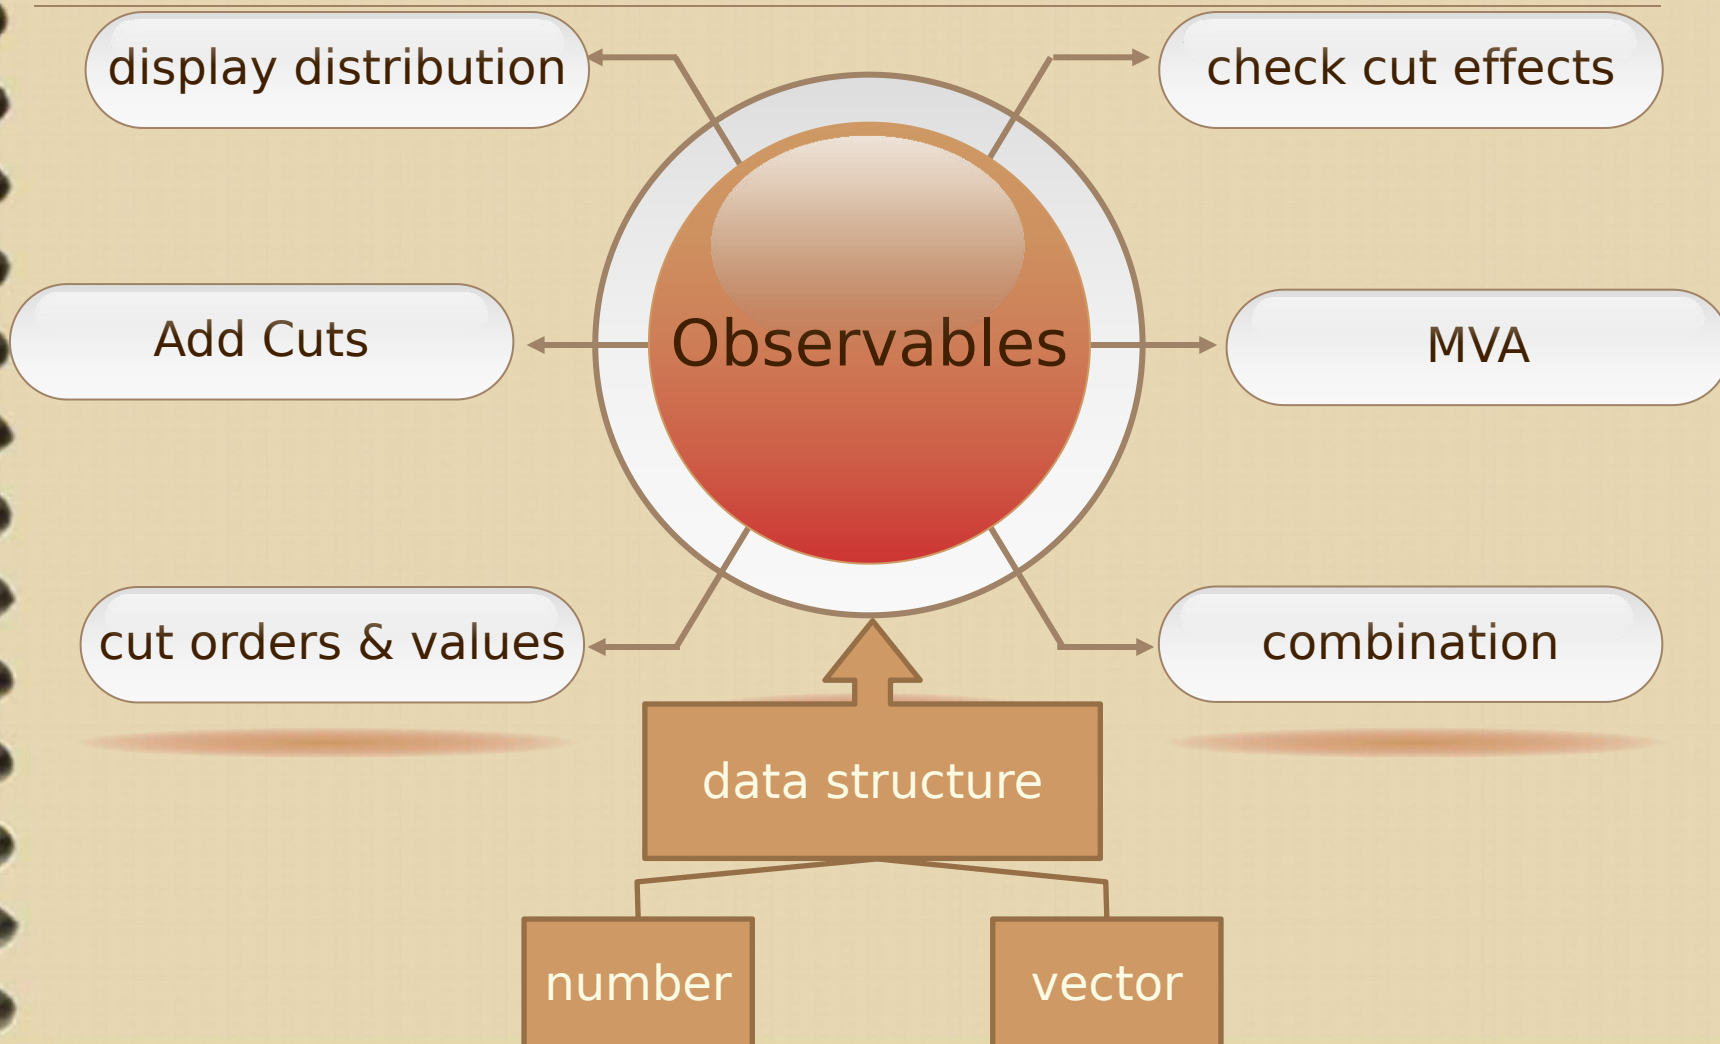 display distribution
check cut effects
Add Cuts
Observables
MVA
cut orders & values
combination
data structure
number
vector